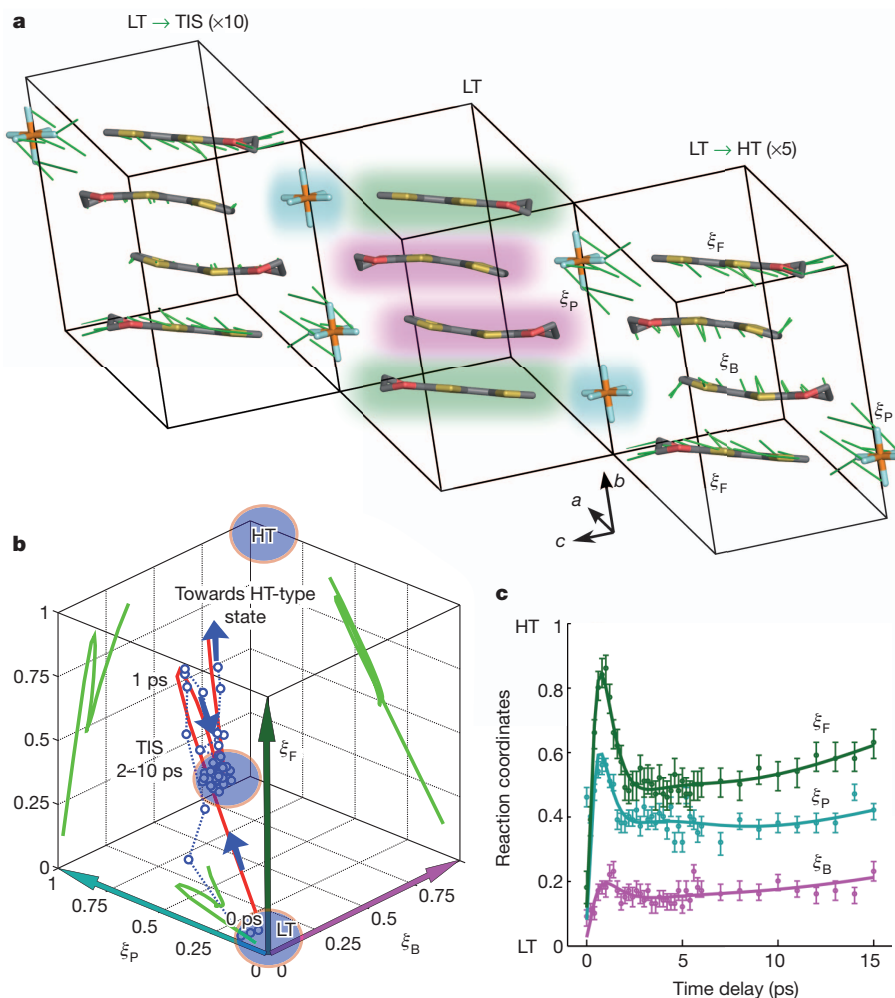 a
LT → TIS (×10)
LT
LT → HT (×5)
ξF
ξP
ξB
ξP
ξF
b
a
c
b
HT
Towards HT-type
state
1
0.75
0.5
0.25
0
1 ps
TIS
2–10 ps
ξF
0 ps
LT
1
0.75
0.5
0.25
0
ξP
0
0.25
0.5
0.75
1
ξB
c
HT
LT
Reaction coordinates
1
0.8
0.6
0.4
0.2
0
ξF
ξP
ξB
0
5
10
15
Time delay (ps)